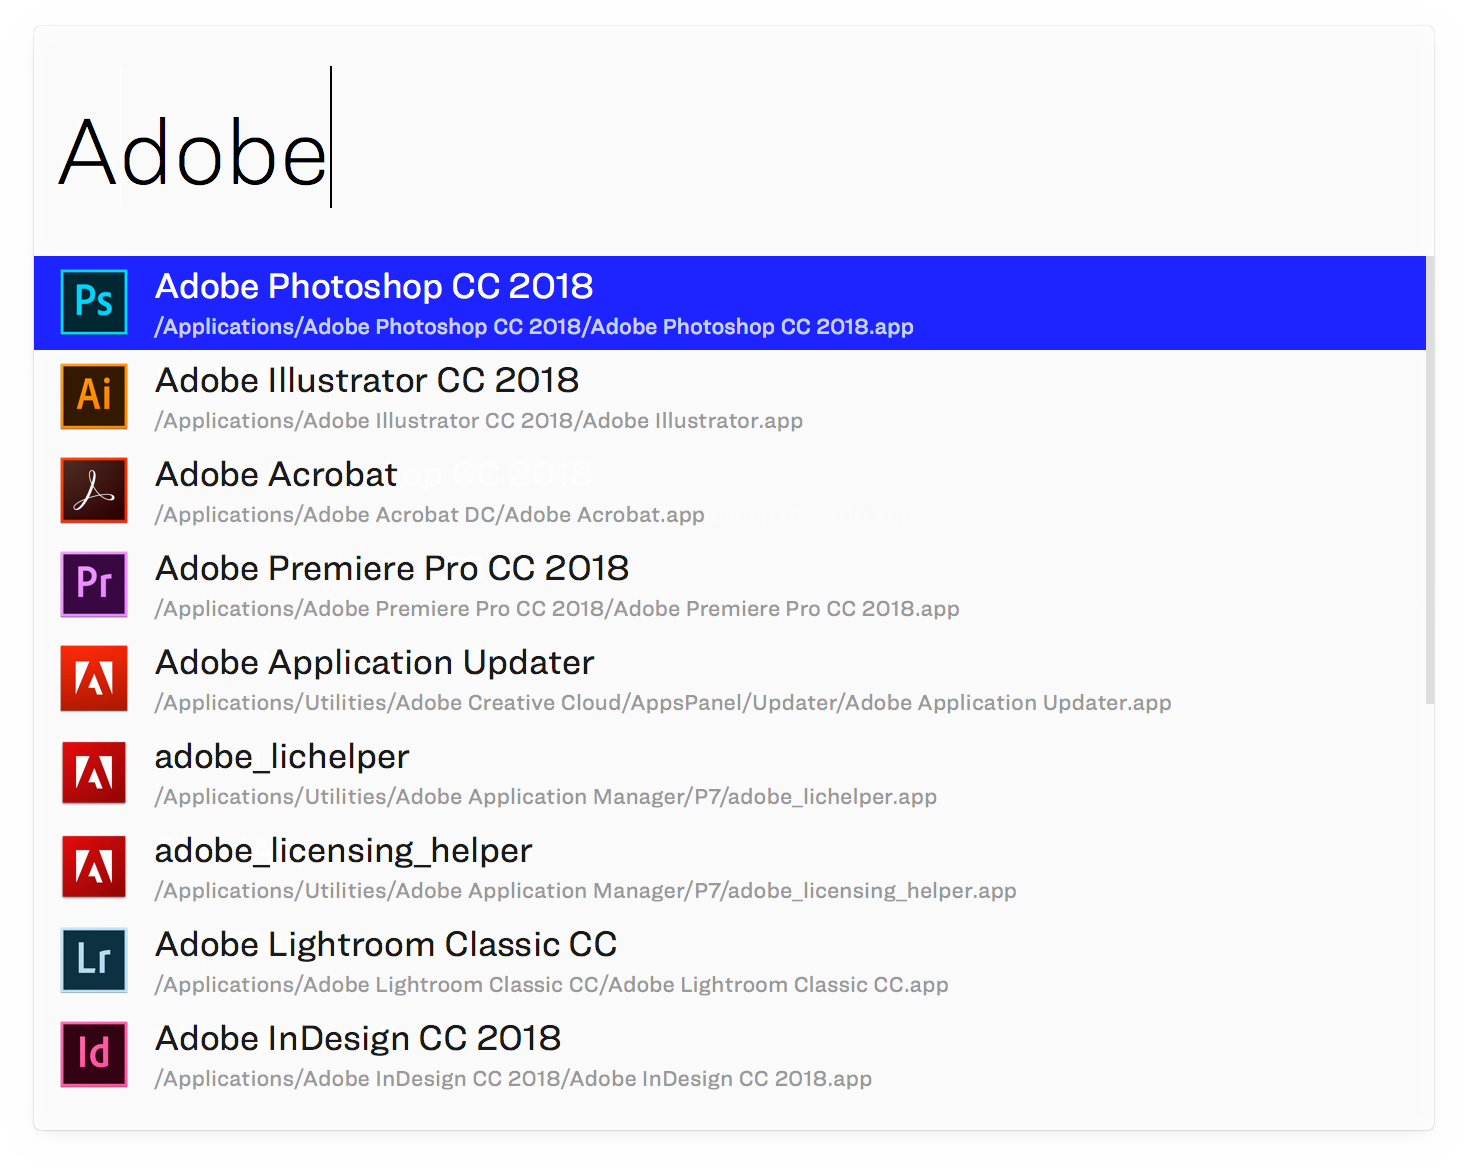 Adobe
Ps
Adobe Photoshop CC 2018
/Applications/Adobe Photoshop CC 2018/Adobe Photoshop CC 2018.app
Ai
Adobe Illustrator CC 2018
/Applications/Adobe Illustrator CC 2018/Adobe Illustrator.app
Adobe Acrobat
/Applications/Adobe Acrobat DC/Adobe Acrobat.app
Pr
Adobe Premiere Pro CC 2018
/Applications/Adobe Premiere Pro CC 2018/Adobe Premiere Pro CC 2018.app
Adobe Application Updater
/Applications/Utilities/Adobe Creative Cloud/AppsPanel/Updater/Adobe Application Updater.app
adobe_lichelper
/Applications/Utilities/Adobe Application Manager/P7/adobe_lichelper.app
adobe_licensing_helper
/Applications/Utilities/Adobe Application Manager/P7/adobe_licensing_helper.app
Lr
Adobe Lightroom Classic CC
/Applications/Adobe Lightroom Classic CC/Adobe Lightroom Classic CC.app
Id
Adobe InDesign CC 2018
/Applications/Adobe InDesign CC 2018/Adobe InDesign CC 2018.app